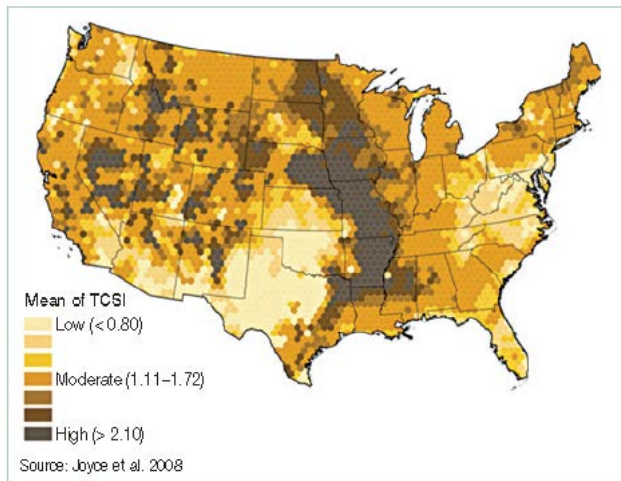 Mean of TCSI
Low (< 0.80)
Moderate (1.11–1.72)
High (> 2.10)
Source: Joyce et al. 2008